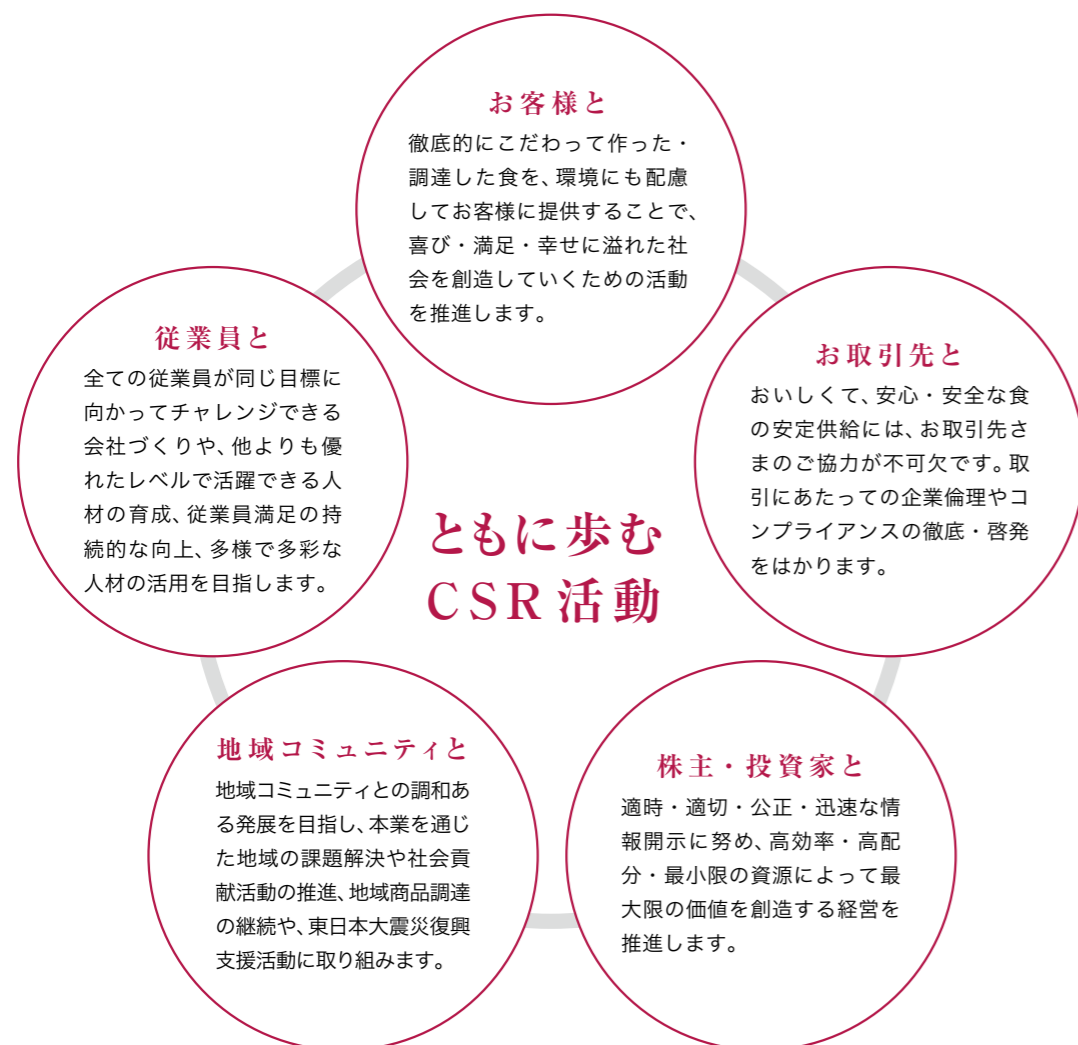 お客様と
徹底的にこだわって作った・
調達した食を、環境にも配慮
してお客様に提供することで、
喜び・満足・幸せに溢れた社
会を創造していくための活動
を推進します。
従業員と
全ての従業員が同じ目標に
向かってチャレンジできる
会社づくりや、他よりも優
れたレベルで活躍できる人
材の育成、従業員満足の持
続的な向上、多様で多彩な
人材の活用を目指します。
お取引先と
おいしくて、安心・安全な食
の安定供給には、お取引先さ
まのご協力が不可欠です。取
引にあたっての企業倫理やコ
ンプライアンスの徹底・啓発
をはかります。
ともに歩む
CSR活動
地域コミュニティと
地域コミュニティとの調和あ
る発展を目指し、本業を通じ
た地域の課題解決や社会貢
献活動の推進、地域商品調達
の継続や、東日本大震災復興
支援活動に取り組みます。
株主・投資家と
適時・適切・公正・迅速な情
報開示に努め、高効率・高配
分・最小限の資源によって最
大限の価値を創造する経営を
推進します。